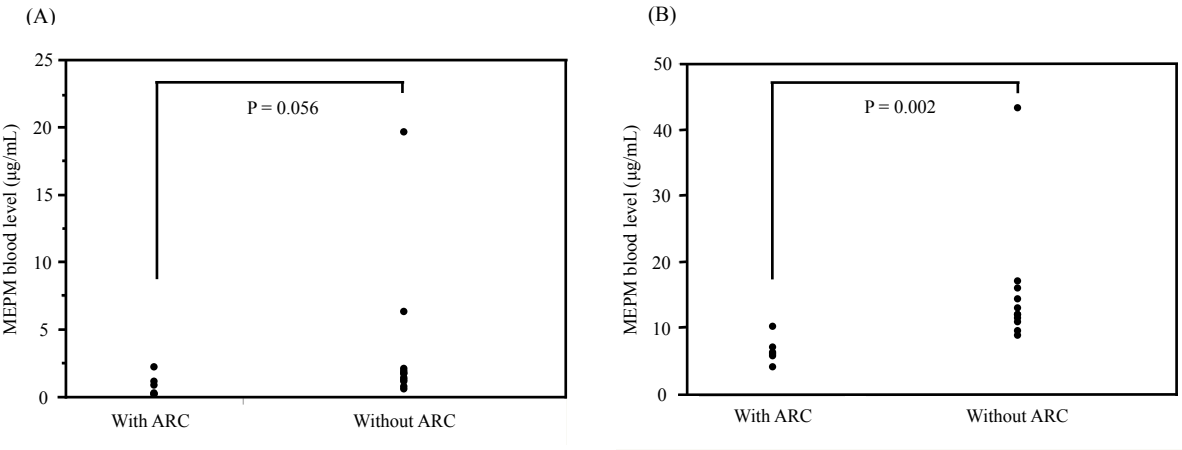 (A)
MEPM blood level (µg/mL)
25
20
15
10
5
0
P = 0.056
With ARC
Without ARC
(B)
MEPM blood level (µg/mL)
50
40
30
20
10
0
P = 0.002
With ARC
Without ARC